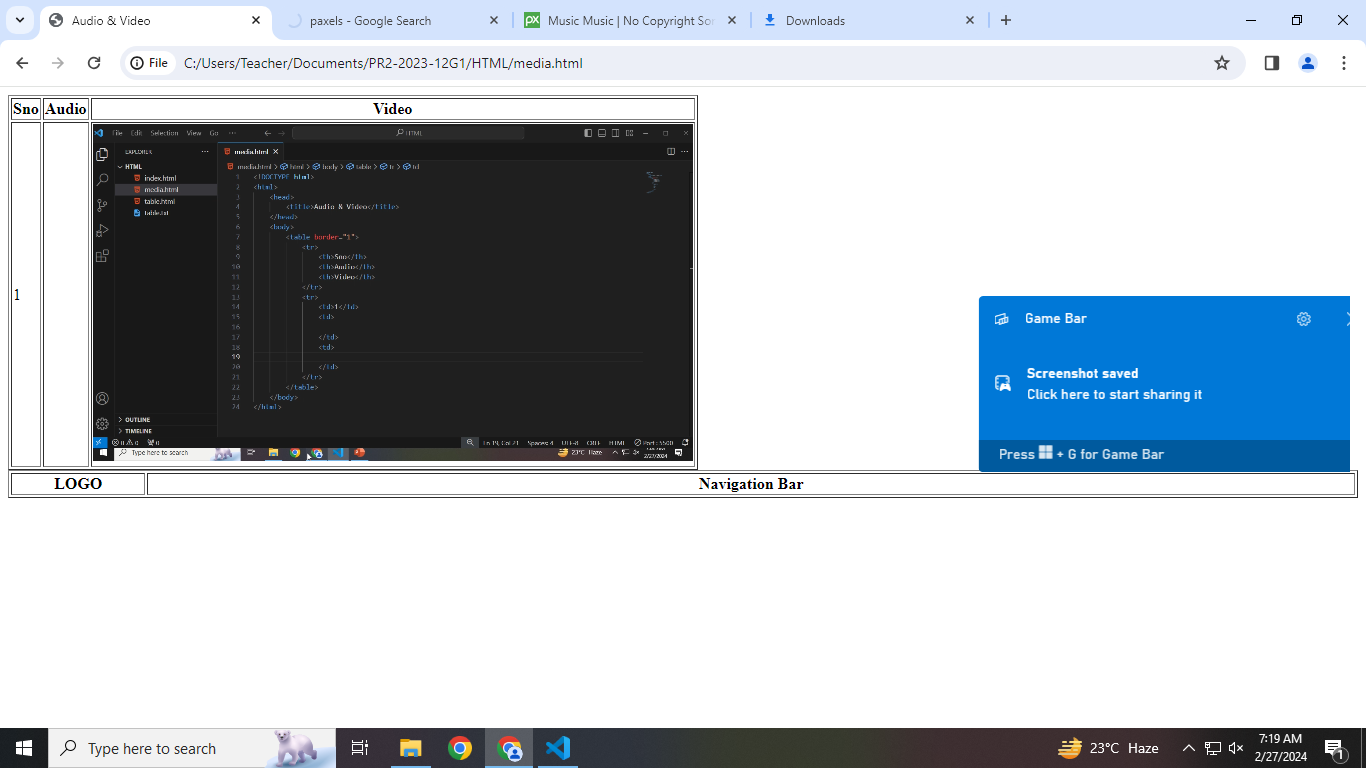 Audio & Video
paxels - Google Search
Music Music | No Copyright So
Downloads
File
C:/Users/Teacher/Documents/PR2-2023-12G1/HTML/media.html
Sno Audio Video
1
File Edit Selection View Go ... HTML
EXPLORER ...
HTML
index.html
media.html
table.html
table.txt
OUTLINE
TIMELINE
media.html
media.html > html > body > table > tr > td
1 <!DOCTYPE html>
2 <html>
3 <head>
4 <title>Audio & Video</title>
5 </head>
6 <body>
7 <table border="1">
8 <tr>
9 <th>Sno</th>
10 <th>Audio</th>
11 <th>Video</th>
12 </tr>
13 <tr>
14 <td>1</td>
15 <td>
16
17 </td>
18 <td>
19
20 </td>
21 </tr>
22 </table>
23 </body>
24 </html>
0 0 0 Ln 19, Col 21 Spaces: 4 UTF-8 CRLF HTML Port : 5500
Type here to search
23°C Haze
2/27/2024
Game Bar
Screenshot saved
Click here to start sharing it
Press + G for Game Bar
LOGO Navigation Bar
Type here to search
23°C Haze
7:19 AM
2/27/2024
1